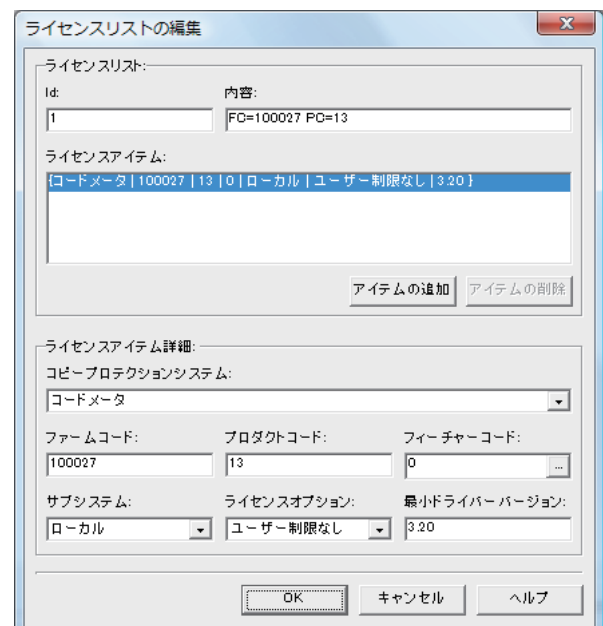 ライセンスリストの編集
ライセンスリスト:
Id: 内容:
1 FC=100027 PC=13
ライセンスアイテム:
{コードメータ | 100027 | 13 | 0 | ローカル | ユーザー制限なし | 3.20 }
アイテムの追加 アイテムの削除
ライセンスアイテム詳細:
コピープロテクションシステム:
コードメータ
ファームコード: プロダクトコード: フィーチャーコード:
100027 13 0 ...
サブシステム: ライセンスオプション: 最小ドライバーバージョン:
ローカル ユーザー制限なし 3.20
OK キャンセル ヘルプ